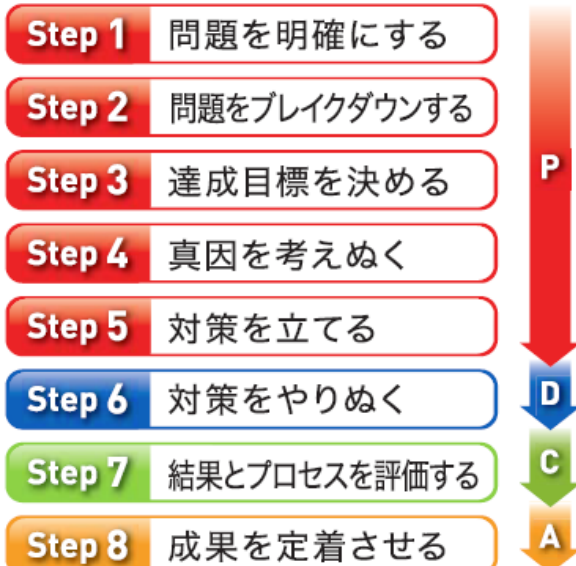 Step 1 問題を明確にする
Step 2 問題をブレイクダウンする
Step 3 達成目標を決める
P
Step 4 真因を考えぬく
Step 5 対策を立てる
Step 6 対策をやりぬく
D
Step 7 結果とプロセスを評価する
C
Step 8 成果を定着させる
A